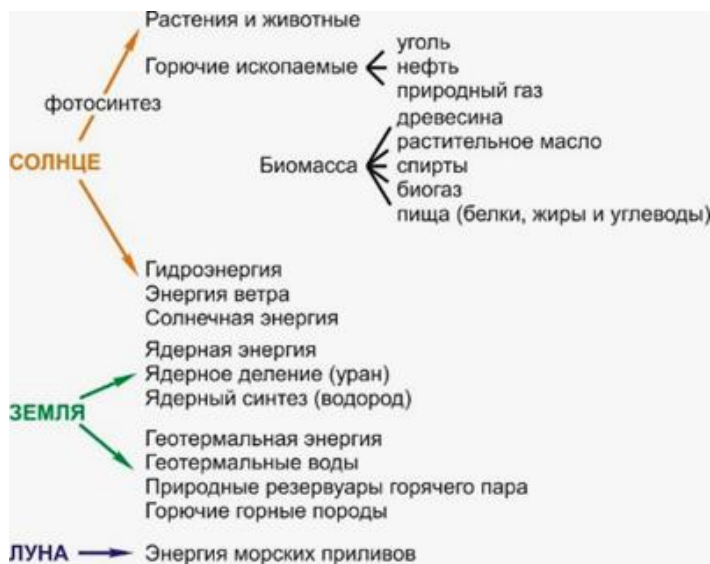 Растения и животные
Горючие ископаемые
уголь
нефть
природный газ
фотосинтез
СОЛНЦЕ
Биомасса
древесина
растительное масло
спирты
биогаз
пища (белки, жиры и углеводы)
Гидроэнергия
Энергия ветра
Солнечная энергия
ЗЕМЛЯ
Ядерная энергия
Ядерное деление (уран)
Ядерный синтез (водород)
Геотермальная энергия
Геотермальные воды
Природные резервуары горячего пара
Горючие горные породы
ЛУНА
Энергия морских приливов